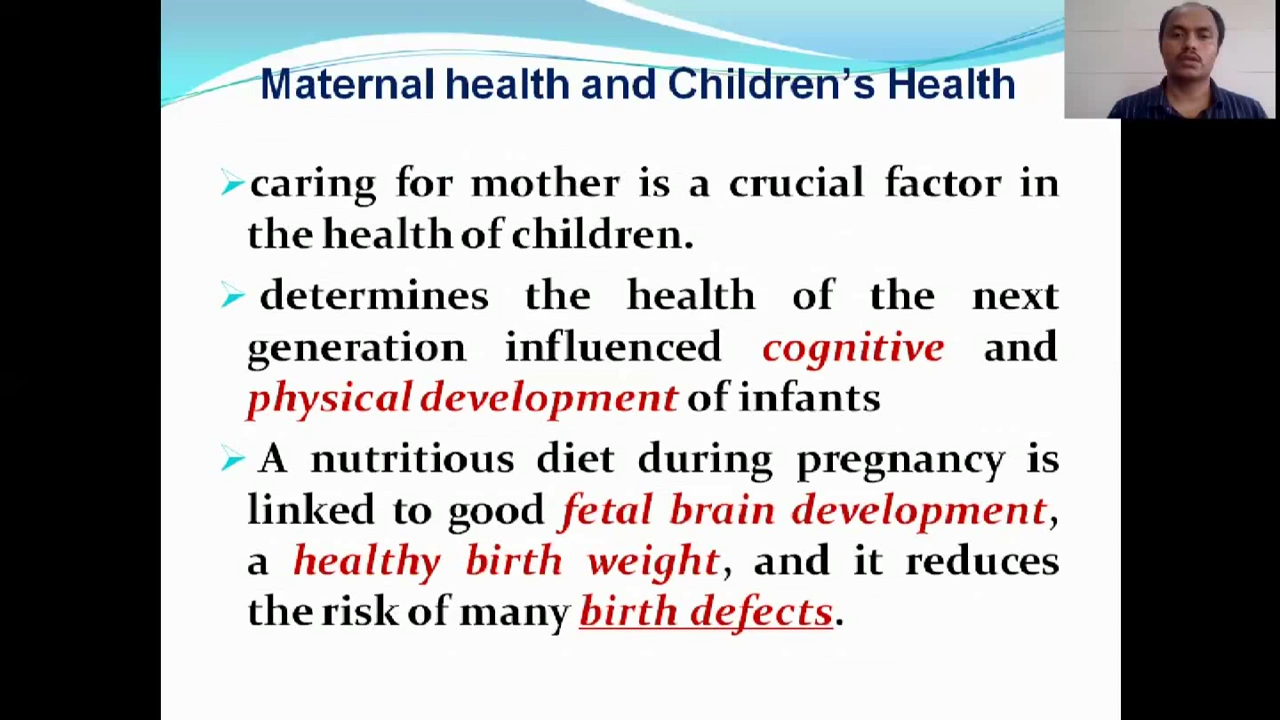 Maternal health and Children's Health
caring for mother is a crucial factor in
the health of children.
determines the health of the next
generation influenced cognitive and
physical development of infants
A nutritious diet during pregnancy is
linked to good fetal brain development,
a healthy birth weight, and it reduces
the risk of many birth defects.